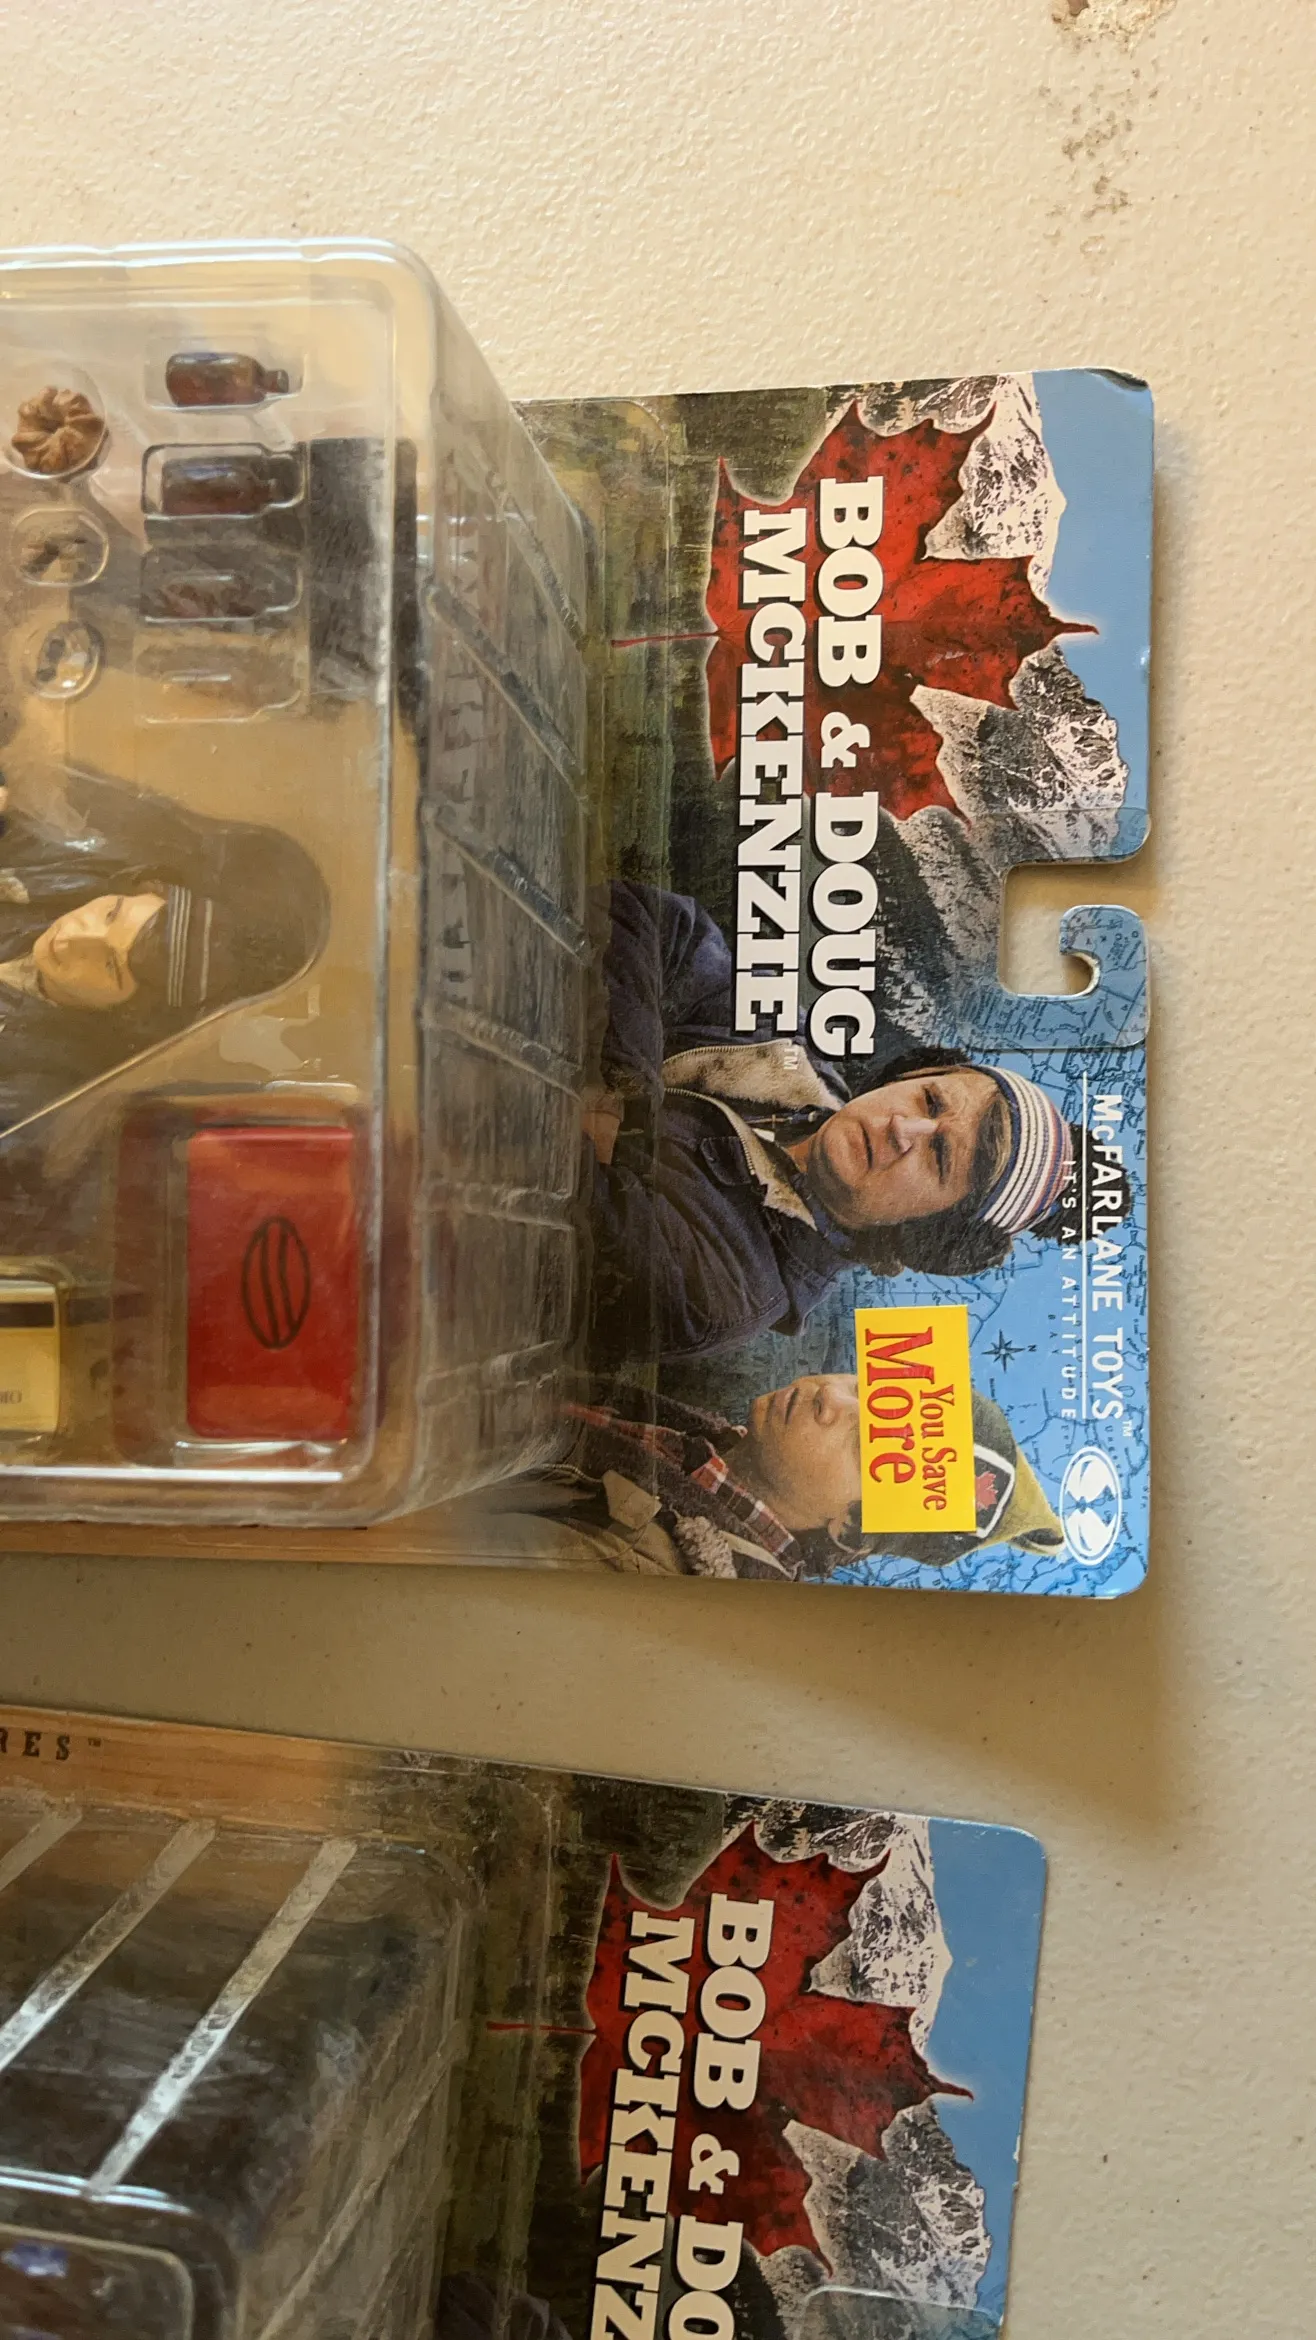 McFARLANE TOYS™
IT'S AN ATTITUDE
BOB & DOUG
MCKENZIE™
You Save
More
RES™
BOB & DO
MCKENZ